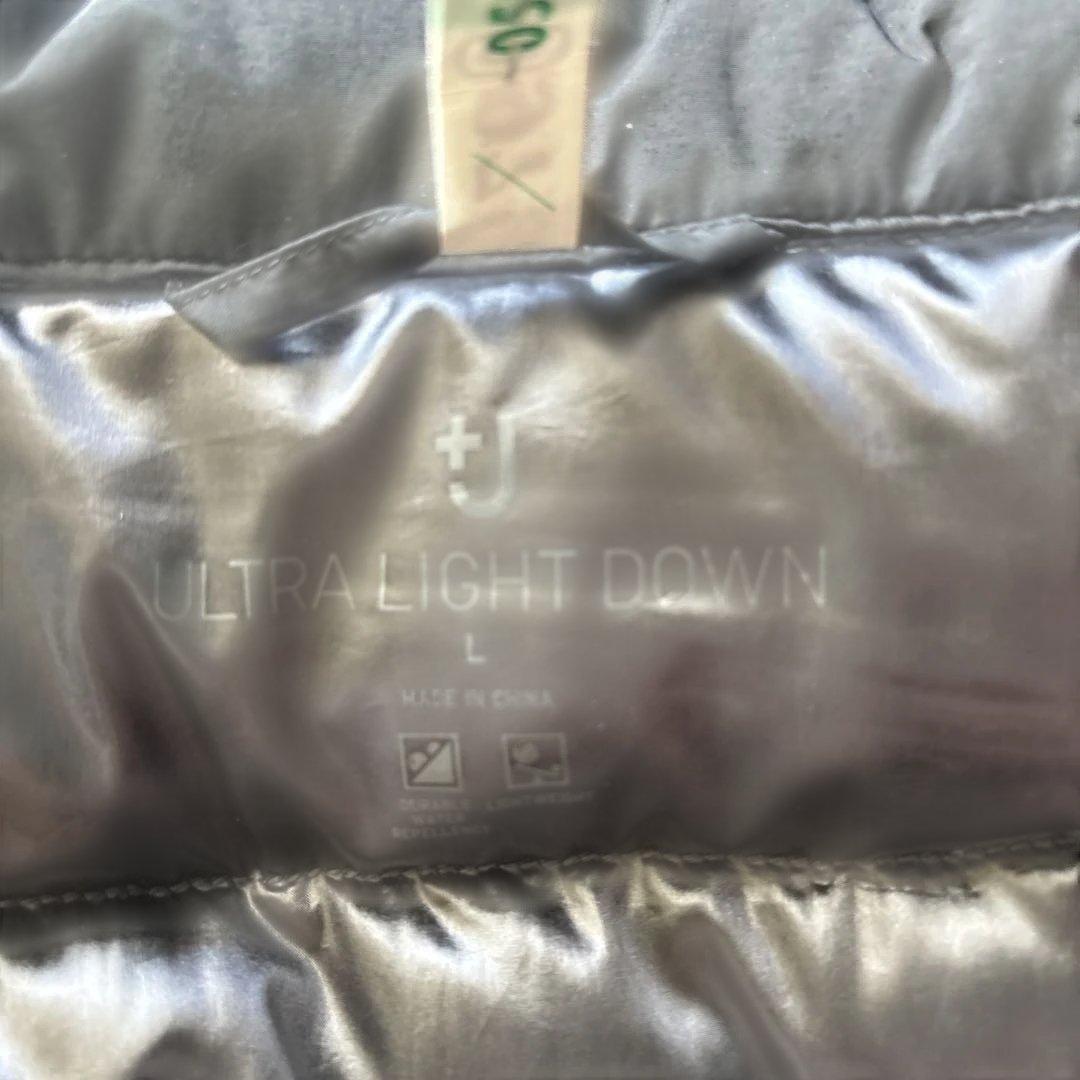 +J
ULTRA LIGHT DOWN
L
MADE IN CHINA
DURABLE LIGHTWEIGHT
WATER
REPELLENCY